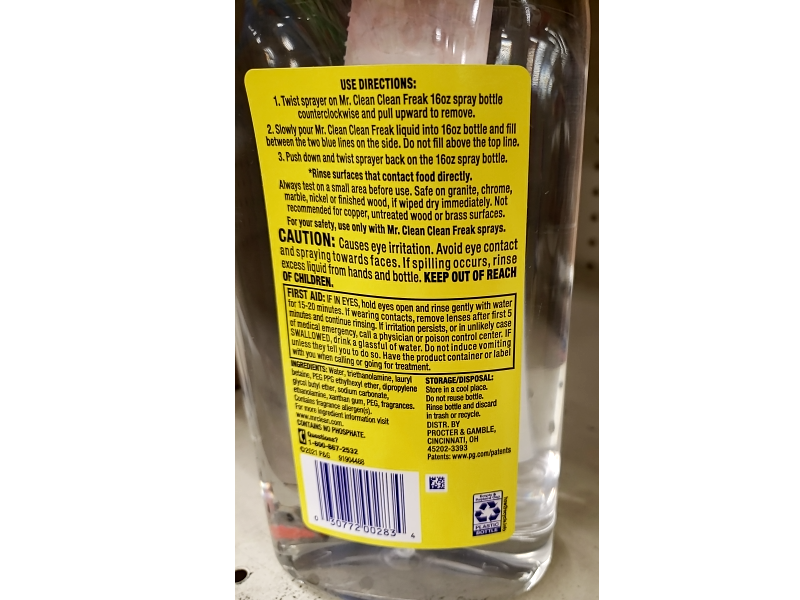 USE DIRECTIONS:
1. Twist sprayer on Mr. Clean Clean Freak 16oz spray bottle
counterclockwise and pull upward to remove.
2. Slowly pour Mr. Clean Clean Freak liquid into 16oz bottle and fill
between the two blue lines on the side. Do not fill above the top line.
3. Push down and twist sprayer back on the 16oz spray bottle.
*Rinse surfaces that contact food directly.
Always test on a small area before use. Safe on granite, chrome,
marble, nickel or finished wood, if wiped dry immediately. Not
recommended for copper, untreated wood or brass surfaces.
For your safety, use only with Mr. Clean Clean Freak sprays.
CAUTION: Causes eye irritation. Avoid eye contact
and spraying towards faces. If spilling occurs, rinse
excess liquid from hands and bottle. KEEP OUT OF REACH
OF CHILDREN.
FIRST AID: IF IN EYES, hold eyes open and rinse gently with water
for 15-20 minutes. If wearing contacts, remove lenses after first 5
minutes and continue rinsing. If irritation persists, or in unlikely case
of medical emergency, call a physician or poison control center. IF
SWALLOWED, drink a glassful of water. Do not induce vomiting
unless they tell you to do so. Have the product container or label
with you when calling or going for treatment.
INGREDIENTS: Water, triethanolamine, lauryl
betaine, PEG PPG ethylhexyl ether, dipropylene
glycol butyl ether, sodium carbonate,
ethanolamine, xanthan gum, PEG, fragrances.
Contains fragrance allergen(s).
For more ingredient information visit
www.mrclean.com.
CONTAINS NO PHOSPHATE.
Questions?
1-800-867-2532
©2021 P&G 91904466
STORAGE/DISPOSAL:
Store in a cool place.
Do not reuse bottle.
Rinse bottle and discard
in trash or recycle.
DISTR. BY
PROCTER & GAMBLE,
CINCINNATI, OH
45202-3393
Patents: www.pg.com/patents
0 30772 00283 4
PLASTIC
BOTTLE